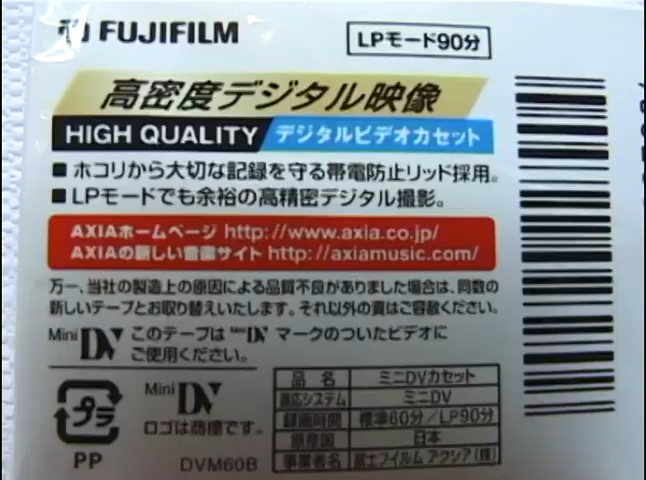 FUJIFILM
LPモード90分
高密度デジタル映像
HIGH QUALITY デジタルビデオカセット
■ ホコリから大切な記録を守る帯電防止リッド採用。
■ LPモードでも余裕の高精密デジタル撮影。
AXIAホームページ http://www.axia.co.jp/
AXIAの新しい音楽サイト http://axiamusic.com/
万一、当社の製造上の原因による品質不良がありました場合は、同数の
新しいテープとお取り替えいたします。それ以外の責はご容赦ください。
Mini DV このテープは Mini DV マークのついたビデオに
ご使用ください。
プラ
PP
Mini DV
ロゴは商標です。
DVM60B
品名 ミニDVカセット
適応システム ミニDV
録画時間 標準60分/LP90分
原産国 日本
事業者名 富士フイルム アクシア(株)